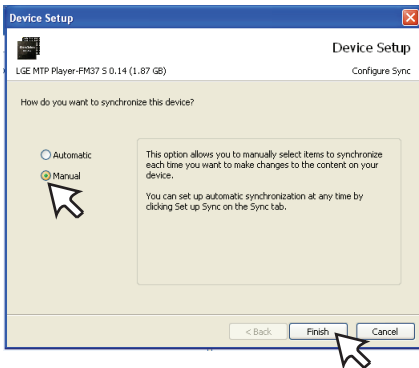 Device Setup
Device Setup
LGE MTP Player-FM37 S 0.14 (1.87 GB)
Configure Sync
How do you want to synchronize this device?
Automatic
Manual
This option allows you to manually select items to synchronize
each time you want to make changes to the content on your
device.
You can set up automatic synchronization at any time by
clicking Set up Sync on the Sync tab.
< Back
Finish
Cancel